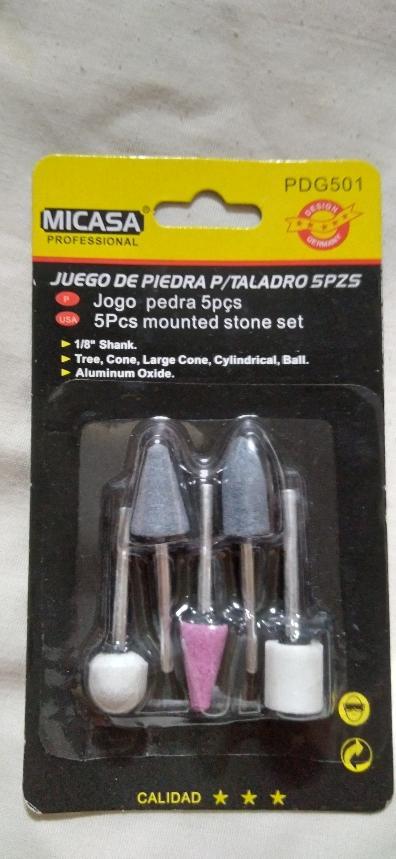 PDG501
MICASA®
PROFESSIONAL
DESIGN
GERMANY
JUEGO DE PIEDRA P/TALADRO 5PZS
P Jogo pedra 5pçs
USA 5Pcs mounted stone set
1/8" Shank.
Tree, Cone, Large Cone, Cylindrical, Ball.
Aluminum Oxide.
CALIDAD ★ ★ ★